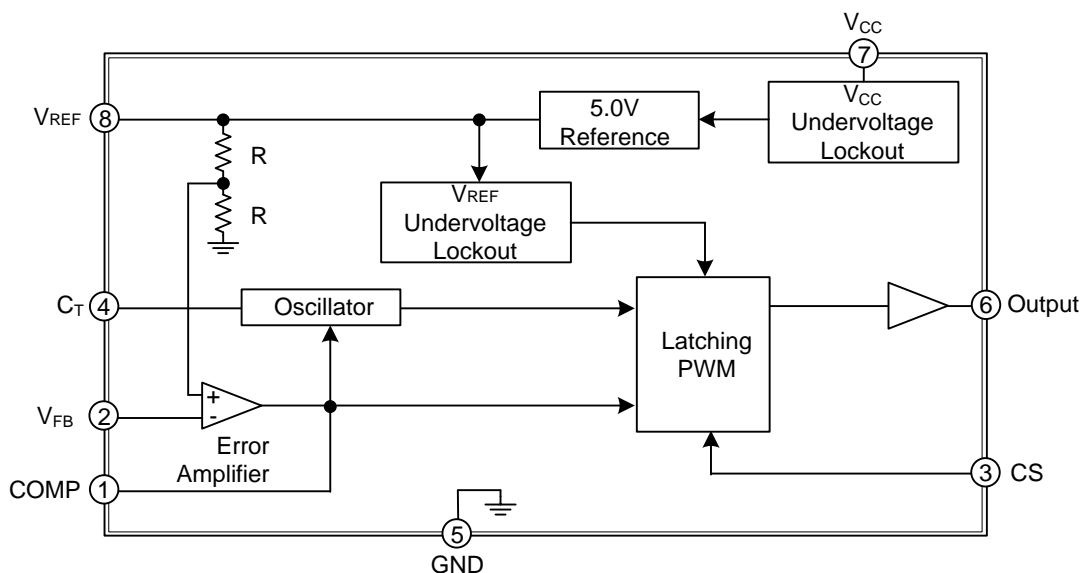 VCC
7
VREF
8
R
R
5.0V
Reference
VCC
Undervoltage
Lockout
VREF
Undervoltage
Lockout
CT
4
Oscillator
Latching
PWM
6
Output
VFB
2
+
-
Error
Amplifier
COMP
1
3
CS
5
GND